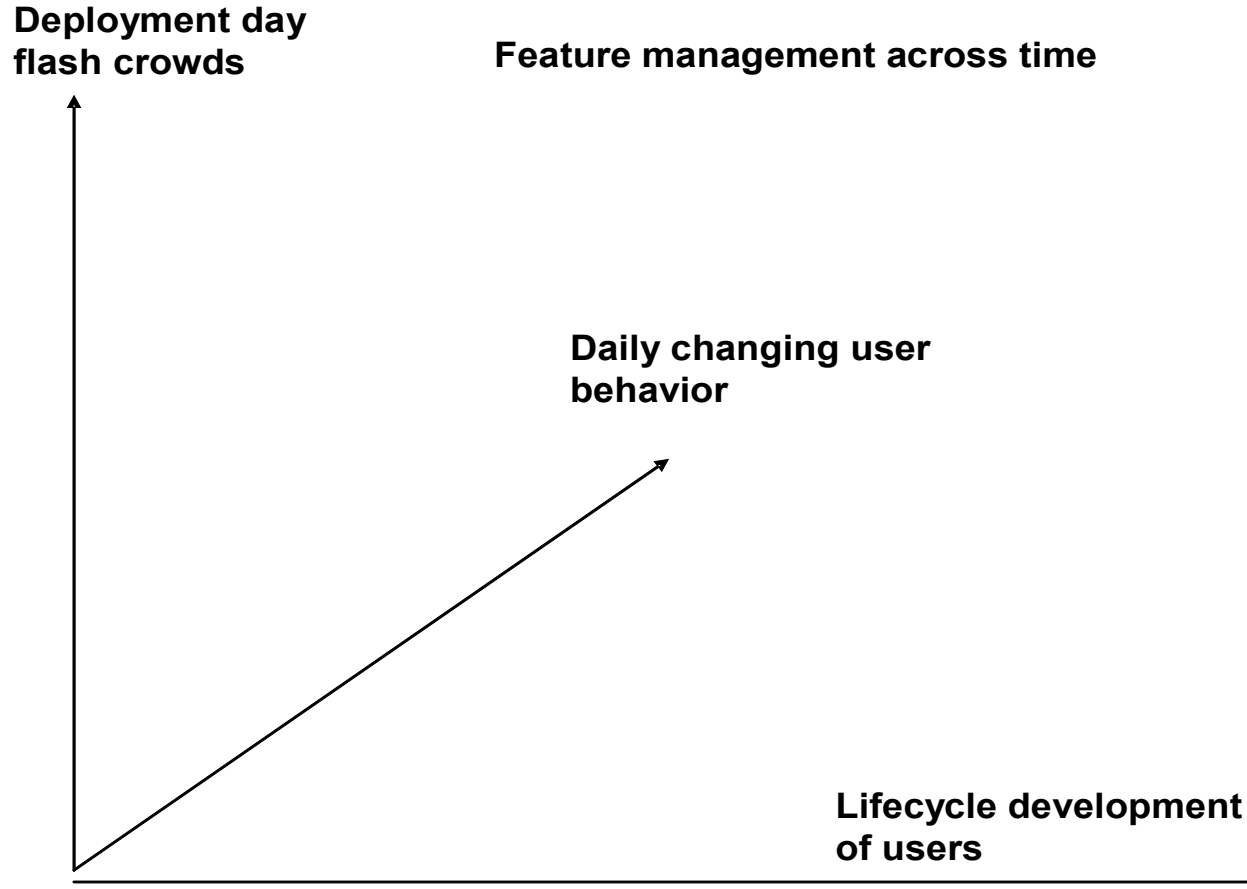 Deployment day
flash crowds
Feature management across time
Daily changing user
behavior
Lifecycle development
of users